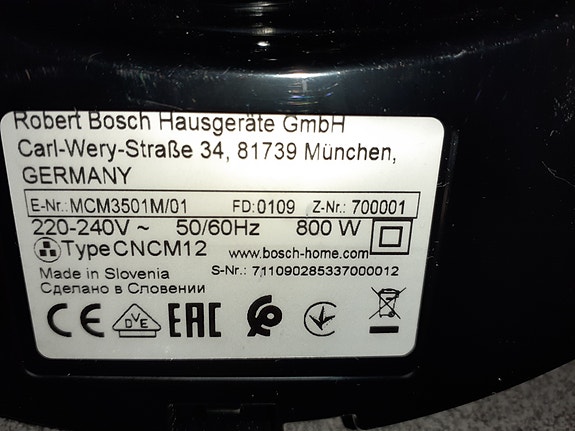 Robert Bosch Hausgeräte GmbH
Carl-Wery-Straße 34, 81739 München,
GERMANY
E-Nr.: MCM3501M/01 FD: 0109 Z-Nr.: 700001
220-240V ~ 50/60Hz 800 W
Type CNCM12 www.bosch-home.com
Made in Slovenia S-Nr.: 711090285337000012
Сделано в Словении
CE DVE EAC